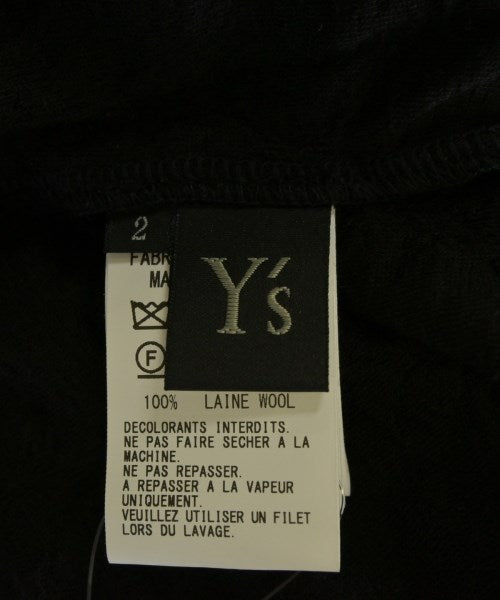 2
Y's
FABR
MA
F
100% LAINE WOOL
DECOLORANTS INTERDITS.
NE PAS FAIRE SECHER A LA
MACHINE.
NE PAS REPASSER.
A REPASSER A LA VAPEUR
UNIQUEMENT.
VEUILLEZ UTILISER UN FILET
LORS DU LAVAGE.